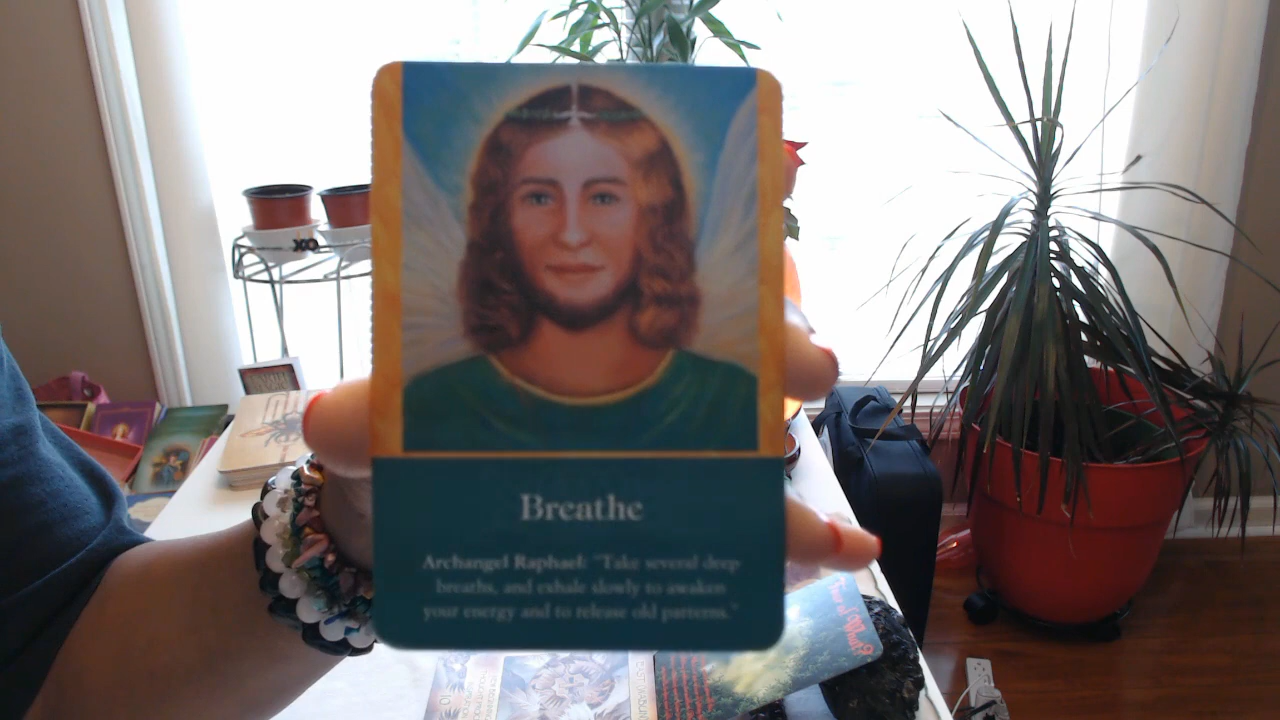 XO
Breathe
Archangel Raphael: "Take several deep
breaths, and exhale slowly to awaken
your energy and to release old patterns."